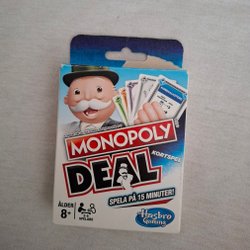 MONOPOLY
DEAL
KORTSPEL
SPELA PÅ 15 MINUTER!
ÅLDER
8+
Hasbro
Gaming